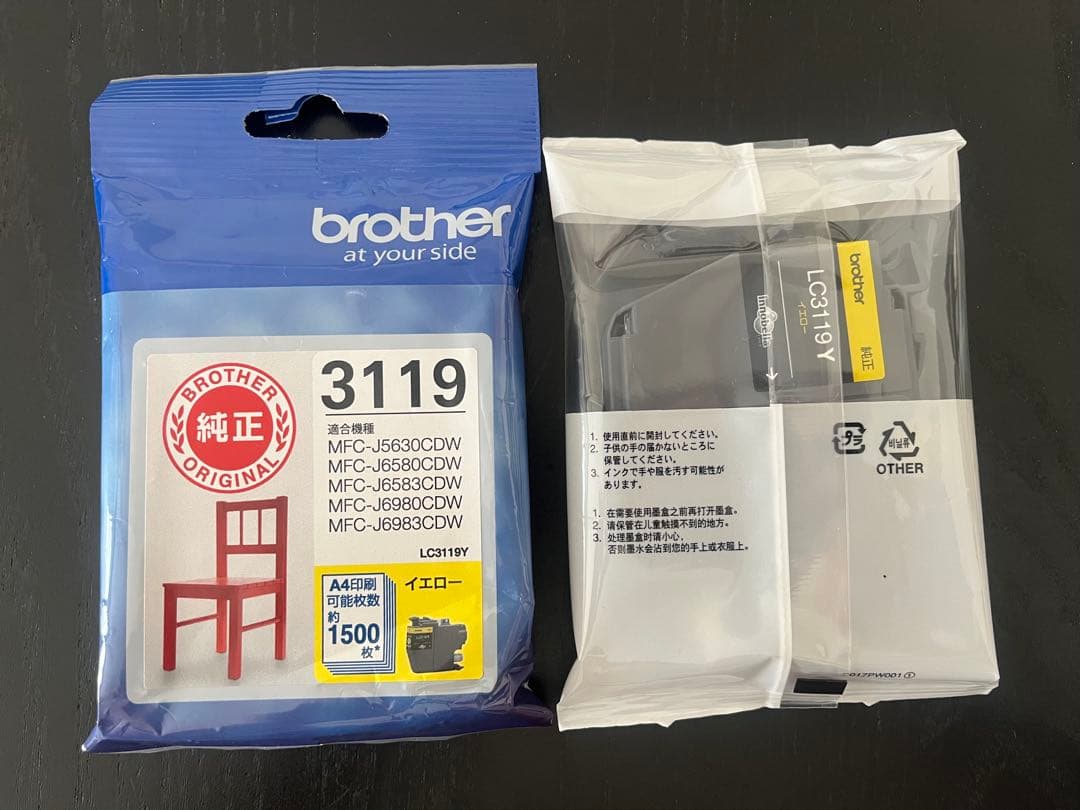 brother
at your side
BROTHER
純正
ORIGINAL
3119
適合機種
MFC-J5630CDW
MFC-J6580CDW
MFC-J6583CDW
MFC-J6980CDW
MFC-J6983CDW
LC3119Y
A4印刷
可能枚数
約
1500
枚*
イエロー
brother
純正
LC3119Y
イエロー
Innobella
1. 使用直前に開封してください。
2. 子供の手の届かないところに
保管してください。
3. インクで手や服を汚す可能性が
あります。
1. 在需要使用墨盒之前再打开墨盒。
2. 请保管在儿童触摸不到的地方。
3. 处理墨盒时请小心，
否则墨水会沾到您的手上或衣服上。
プラ
OTHER